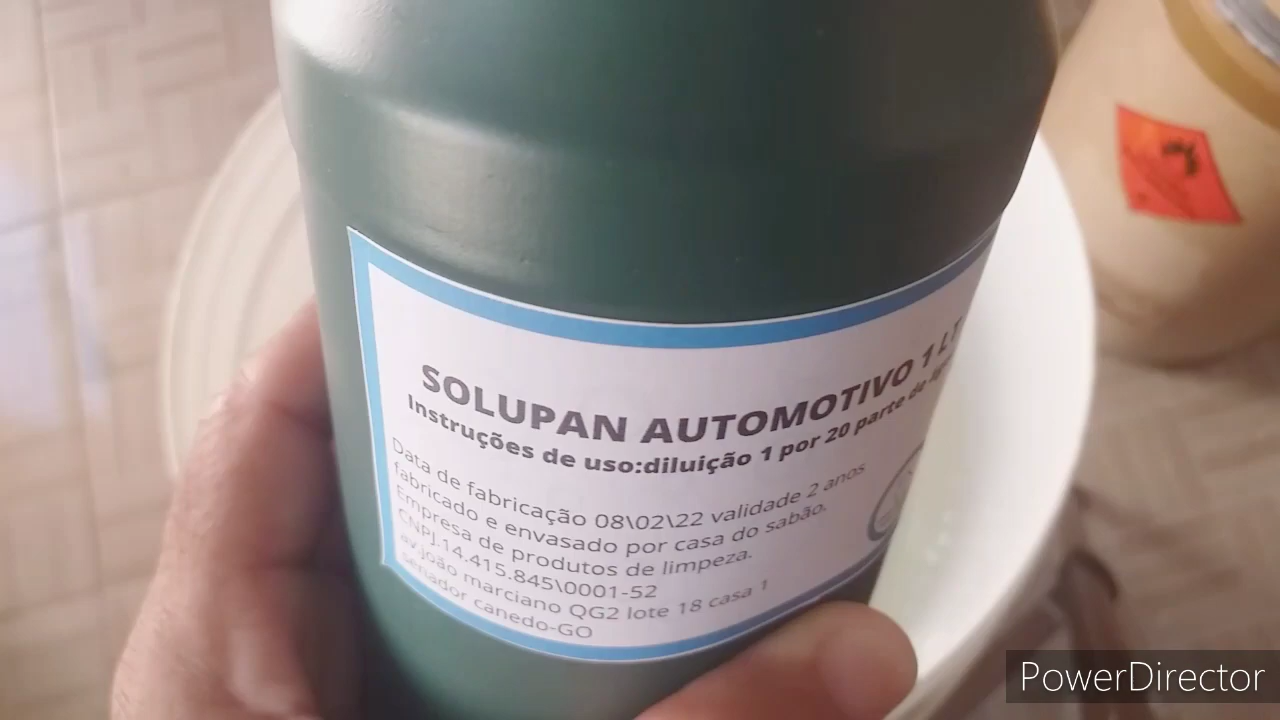 SOLUPAN AUTOMOTIVO 1 LT
Instruções de uso:diluição 1 por 20 parte de
Data de fabricação 08\02\22 validade 2 anos
fabricado e envasado por casa do sabão.
Empresa de produtos de limpeza.
CNPJ.14.415.845\0001-52
av.joão marciano QG2 lote 18 casa 1
senador canedo-GO
PowerDirector